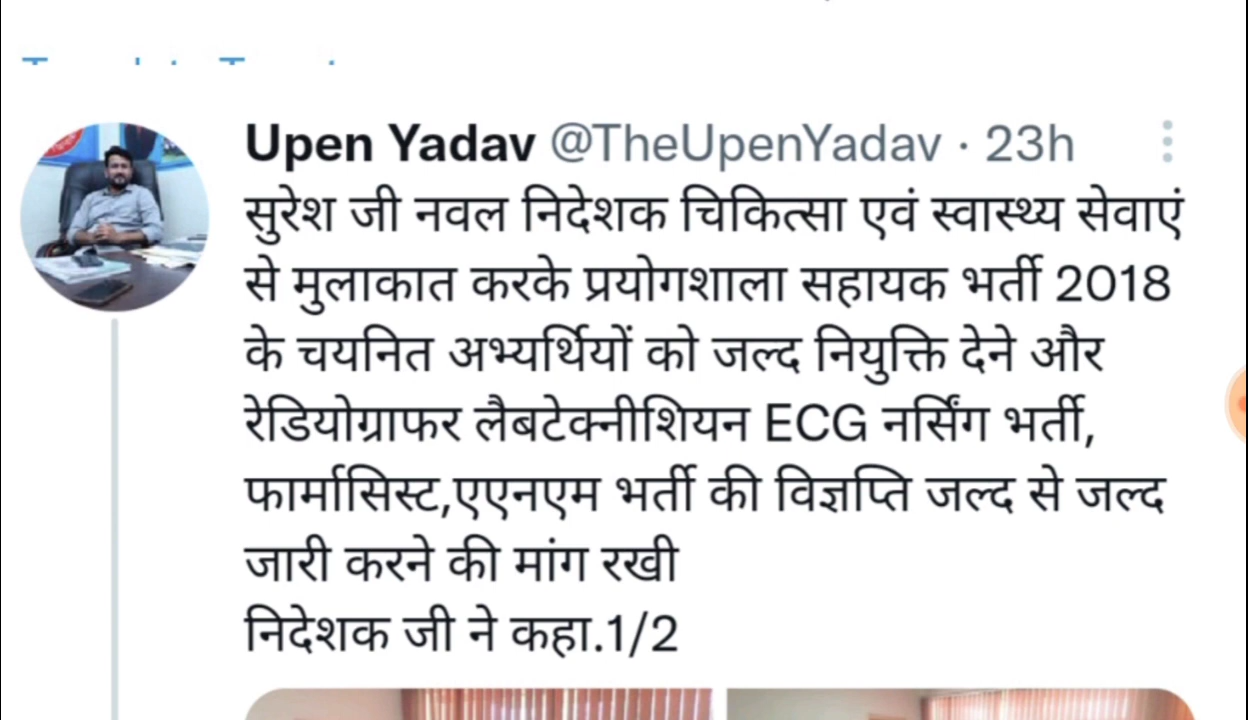 Upen Yadav @TheUpenYadav · 23h
सुरेश जी नवल निदेशक चिकित्सा एवं स्वास्थ्य सेवाएं
से मुलाकात करके प्रयोगशाला सहायक भर्ती 2018
के चयनित अभ्यर्थियों को जल्द नियुक्ति देने और
रेडियोग्राफर लैबटेक्नीशियन ECG नर्सिंग भर्ती,
फार्मासिस्ट,एएनएम भर्ती की विज्ञप्ति जल्द से जल्द
जारी करने की मांग रखी
निदेशक जी ने कहा.1/2